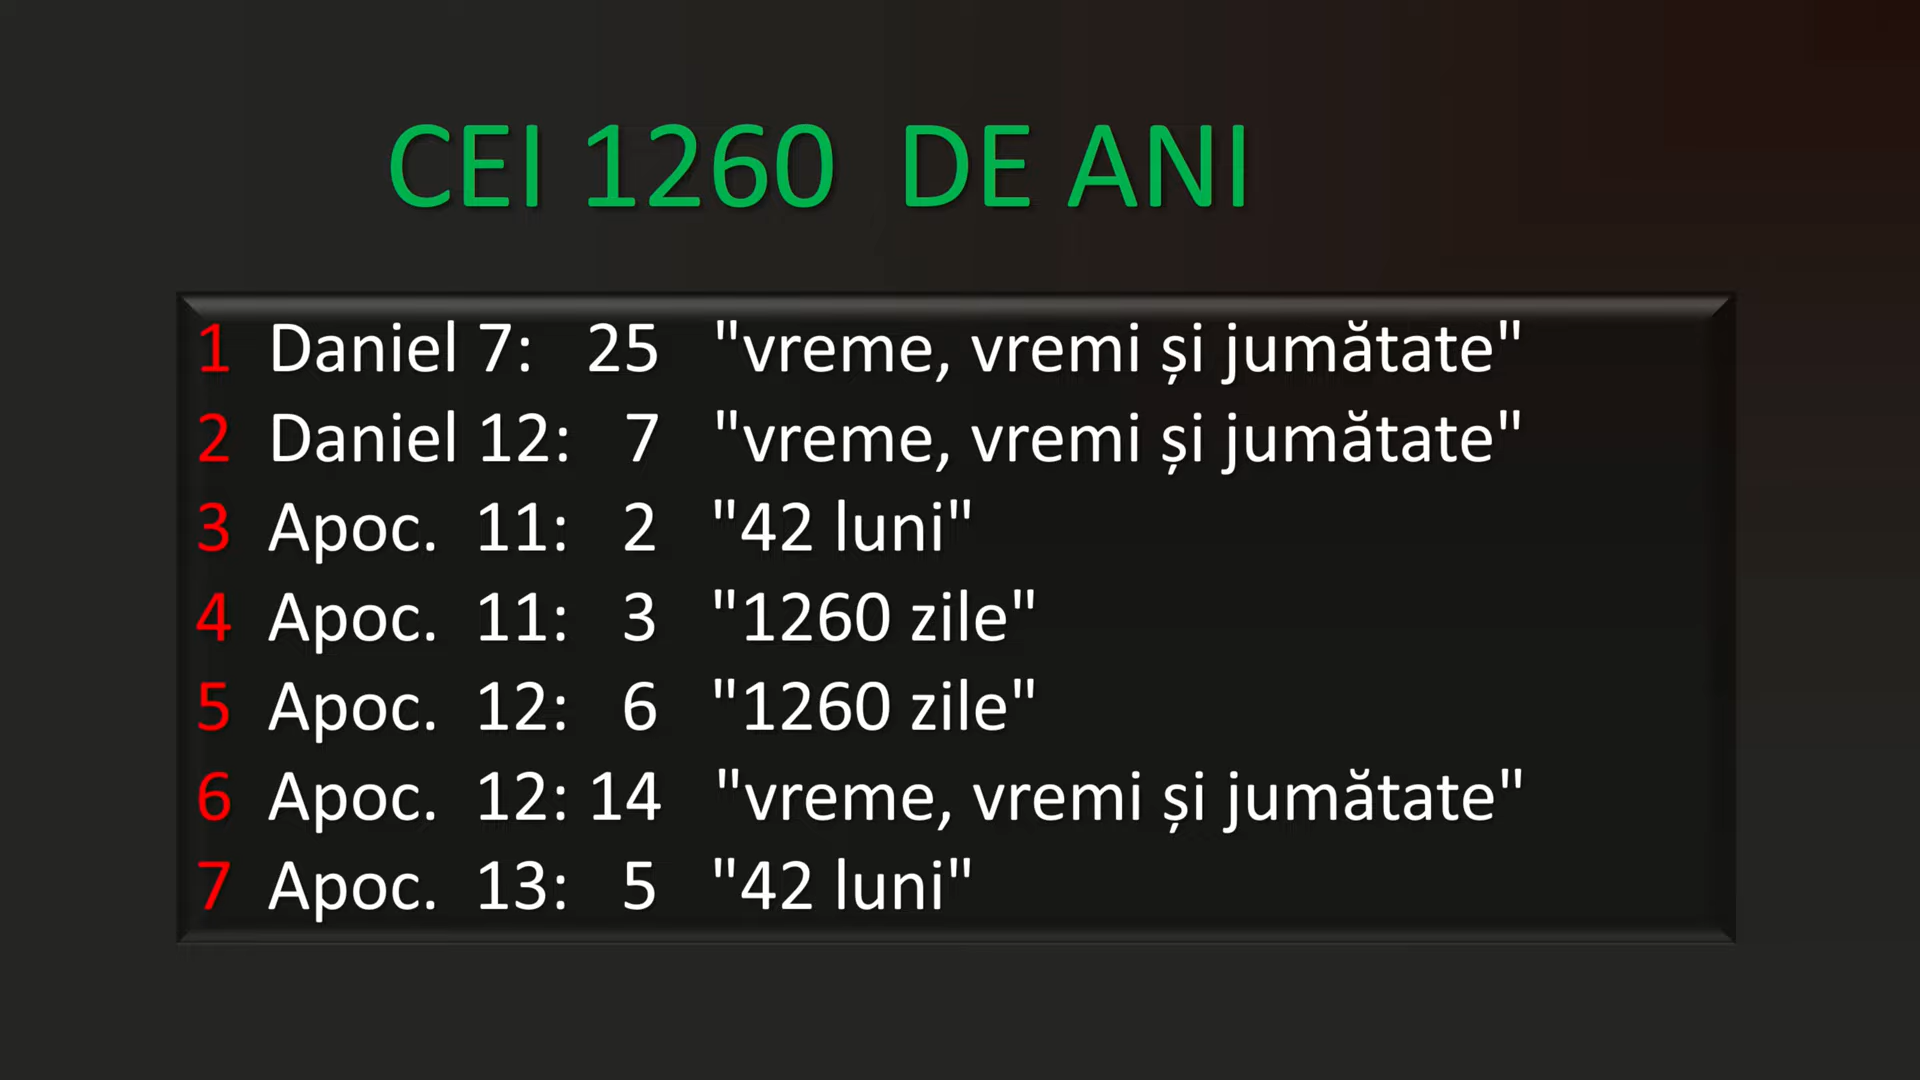 CEI 1260 DE ANI
1 Daniel 7: 25 "vreme, vremi și jumătate"
2 Daniel 12: 7 "vreme, vremi și jumătate"
3 Apoc. 11: 2 "42 luni"
4 Apoc. 11: 3 "1260 zile"
5 Apoc. 12: 6 "1260 zile"
6 Apoc. 12: 14 "vreme, vremi și jumătate"
7 Apoc. 13: 5 "42 luni"